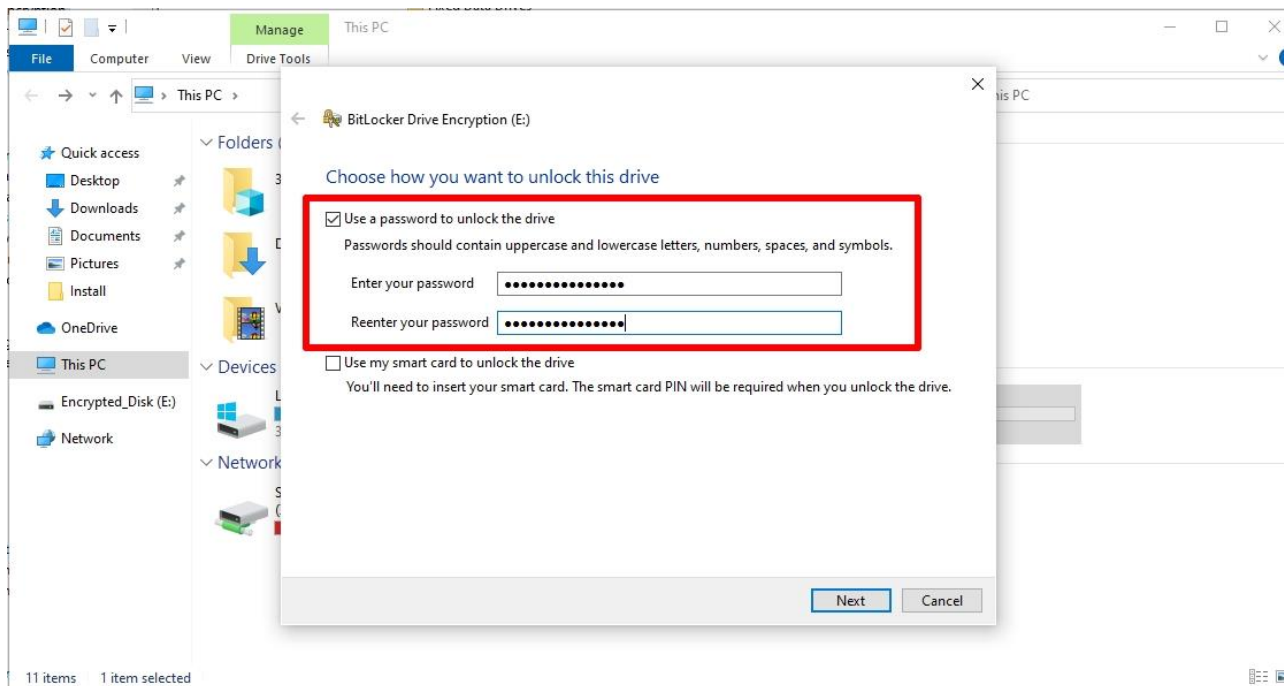 Fixed Data Drives
Manage
This PC
File
Computer
View
Drive Tools
This PC
BitLocker Drive Encryption (E:)
Quick access
Folders
Desktop
Choose how you want to unlock this drive
Downloads
Use a password to unlock the drive
Documents
Passwords should contain uppercase and lowercase letters, numbers, spaces, and symbols.
Pictures
Enter your password
Install
Reenter your password
OneDrive
This PC
Devices
Use my smart card to unlock the drive
You'll need to insert your smart card. The smart card PIN will be required when you unlock the drive.
Encrypted_Disk (E:)
Network
Network
Next
Cancel
11 items
1 item selected